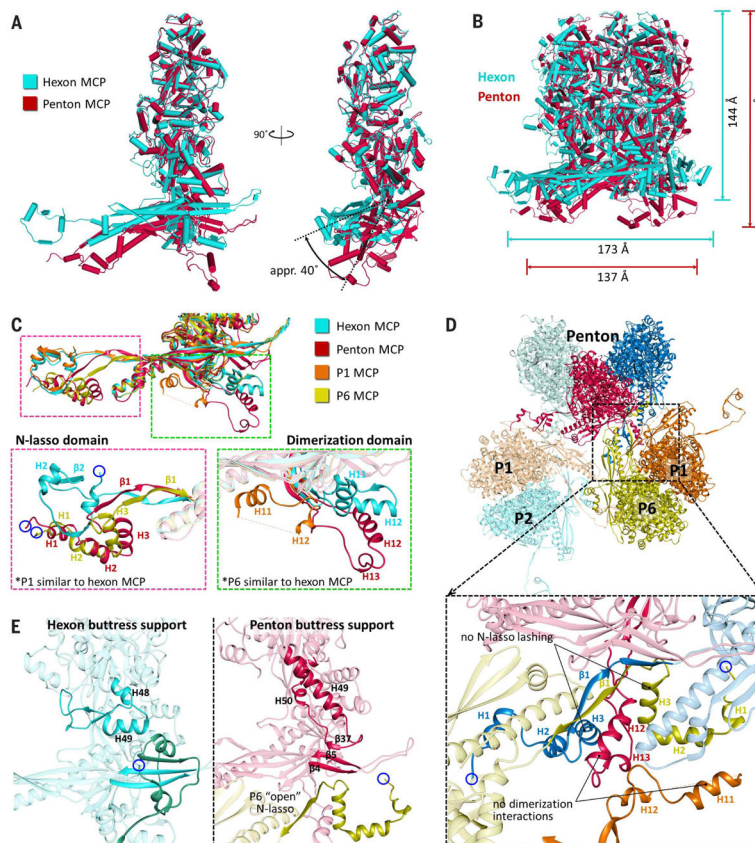 A
Hexon MCP
Penton MCP
90˚
appr. 40˚
B
Hexon
Penton
144 Å
173 Å
137 Å
C
Hexon MCP
Penton MCP
P1 MCP
P6 MCP
N-lasso domain
H2
β2
β1
β1
H1
H3
H3
H1
H2
H2
*P1 similar to hexon MCP
Dimerization domain
H11
H11
H12
H12
H12
H13
*P6 similar to hexon MCP
D
Penton
P1
P1
P2
P6
no N-lasso lashing
β1
β1
H1
H3
H1
H2
H3
H12
H2
H13
H12
H11
no dimerization
interactions
E
Hexon buttress support
H48
H49
Penton buttress support
H49
H50
β37
β5
β4
P6 “open”
N-lasso